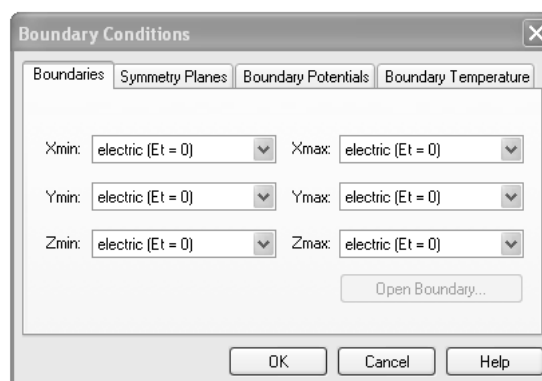 Boundary Conditions
Boundaries Symmetry Planes Boundary Potentials Boundary Temperature
Xmin: electric (Et = 0) Xmax: electric (Et = 0)
Ymin: electric (Et = 0) Ymax: electric (Et = 0)
Zmin: electric (Et = 0) Zmax: electric (Et = 0)
Open Boundary...
OK Cancel Help